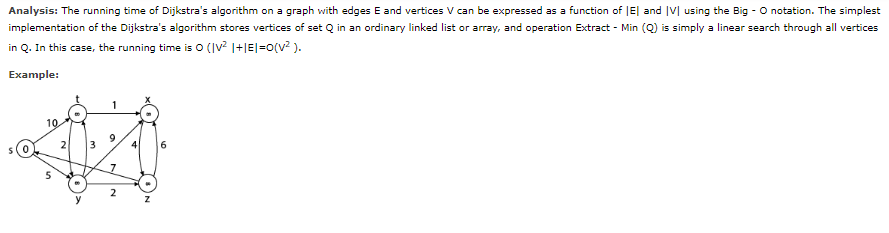 Analysis: The running time of Dijkstra's algorithm on a graph with edges E and vertices V can be expressed as a function of |E| and |V| using the Big - O notation. The simplest
implementation of the Dijkstra's algorithm stores vertices of set Q in an ordinary linked list or array, and operation Extract - Min (Q) is simply a linear search through all vertices
in Q. In this case, the running time is O (|V² |+|E|=O(V² ).
Example:
t 1 x
∞ ∞
10
9
s 0 2 3 4 6
7
5
∞ ∞
2
y z